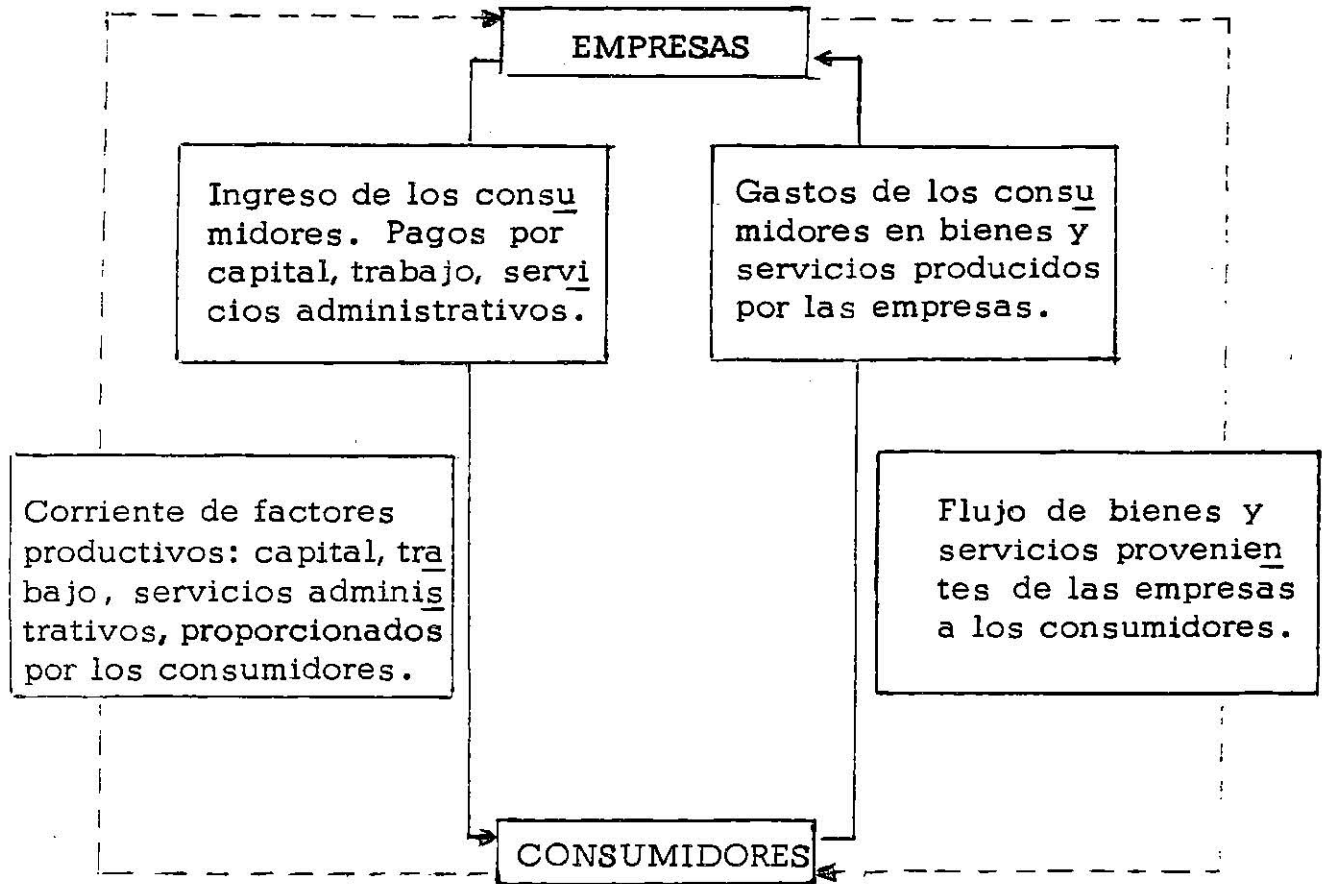 EMPRESAS
Ingreso de los consu
midores. Pagos por
capital, trabajo, servi
cios administrativos.
Gastos de los consu
midores en bienes y
servicios producidos
por las empresas.
Corriente de factores
productivos: capital, tra
bajo, servicios adminis
trativos, proporcionados
por los consumidores.
Flujo de bienes y
servicios provenien
tes de las empresas
a los consumidores.
CONSUMIDORES